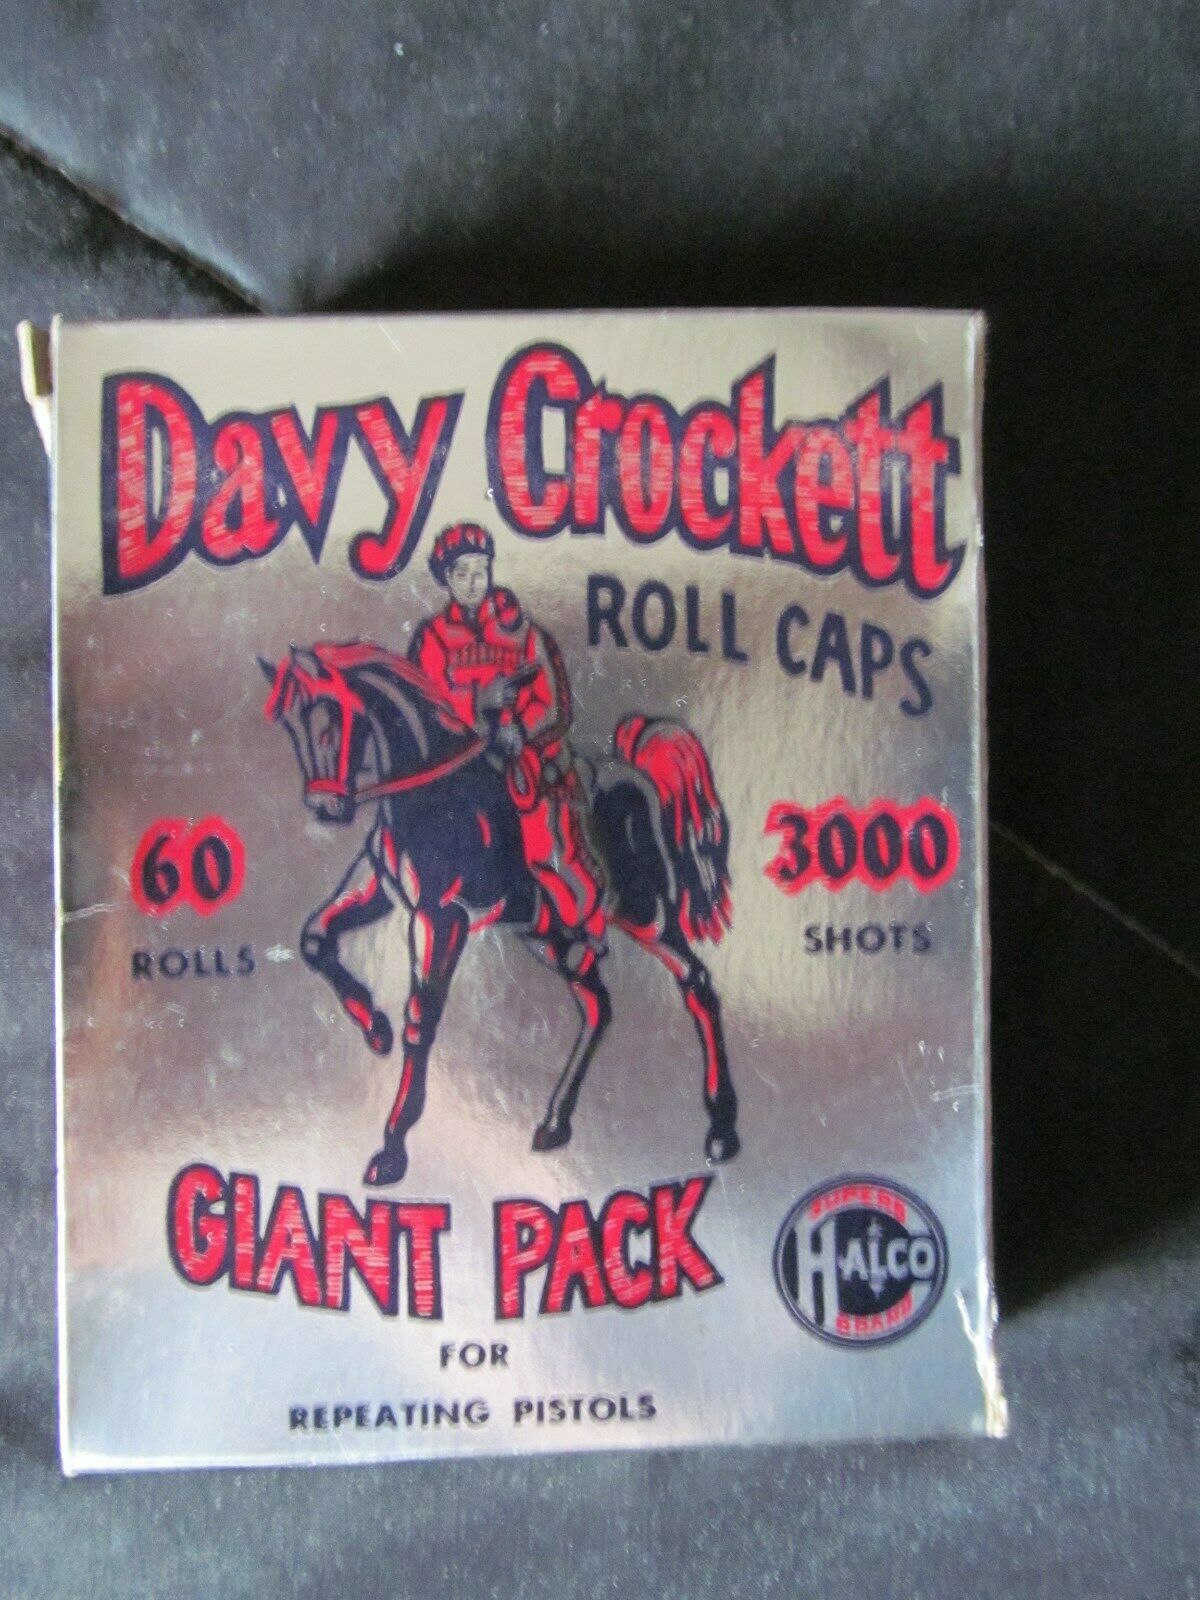 Davy Crockett
ROLL CAPS
60
ROLLS
3000
SHOTS
GIANT PACK
SUPERB
HALCO
BRAND
FOR
REPEATING PISTOLS